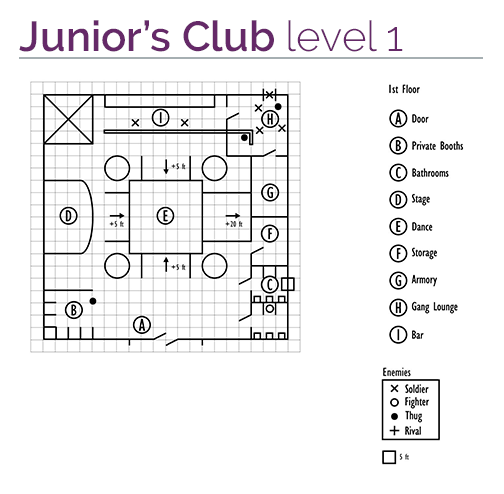 Junior's Club level 1
1st Floor
A Door
B Private Booths
C Bathrooms
D Stage
E Dance
F Storage
G Armory
H Gang Lounge
I Bar
Enemies
Soldier
Fighter
Thug
Rival
5 ft
I
H
+5 ft
G
D
+5 ft
E
+20 ft
F
+5 ft
C
B
A